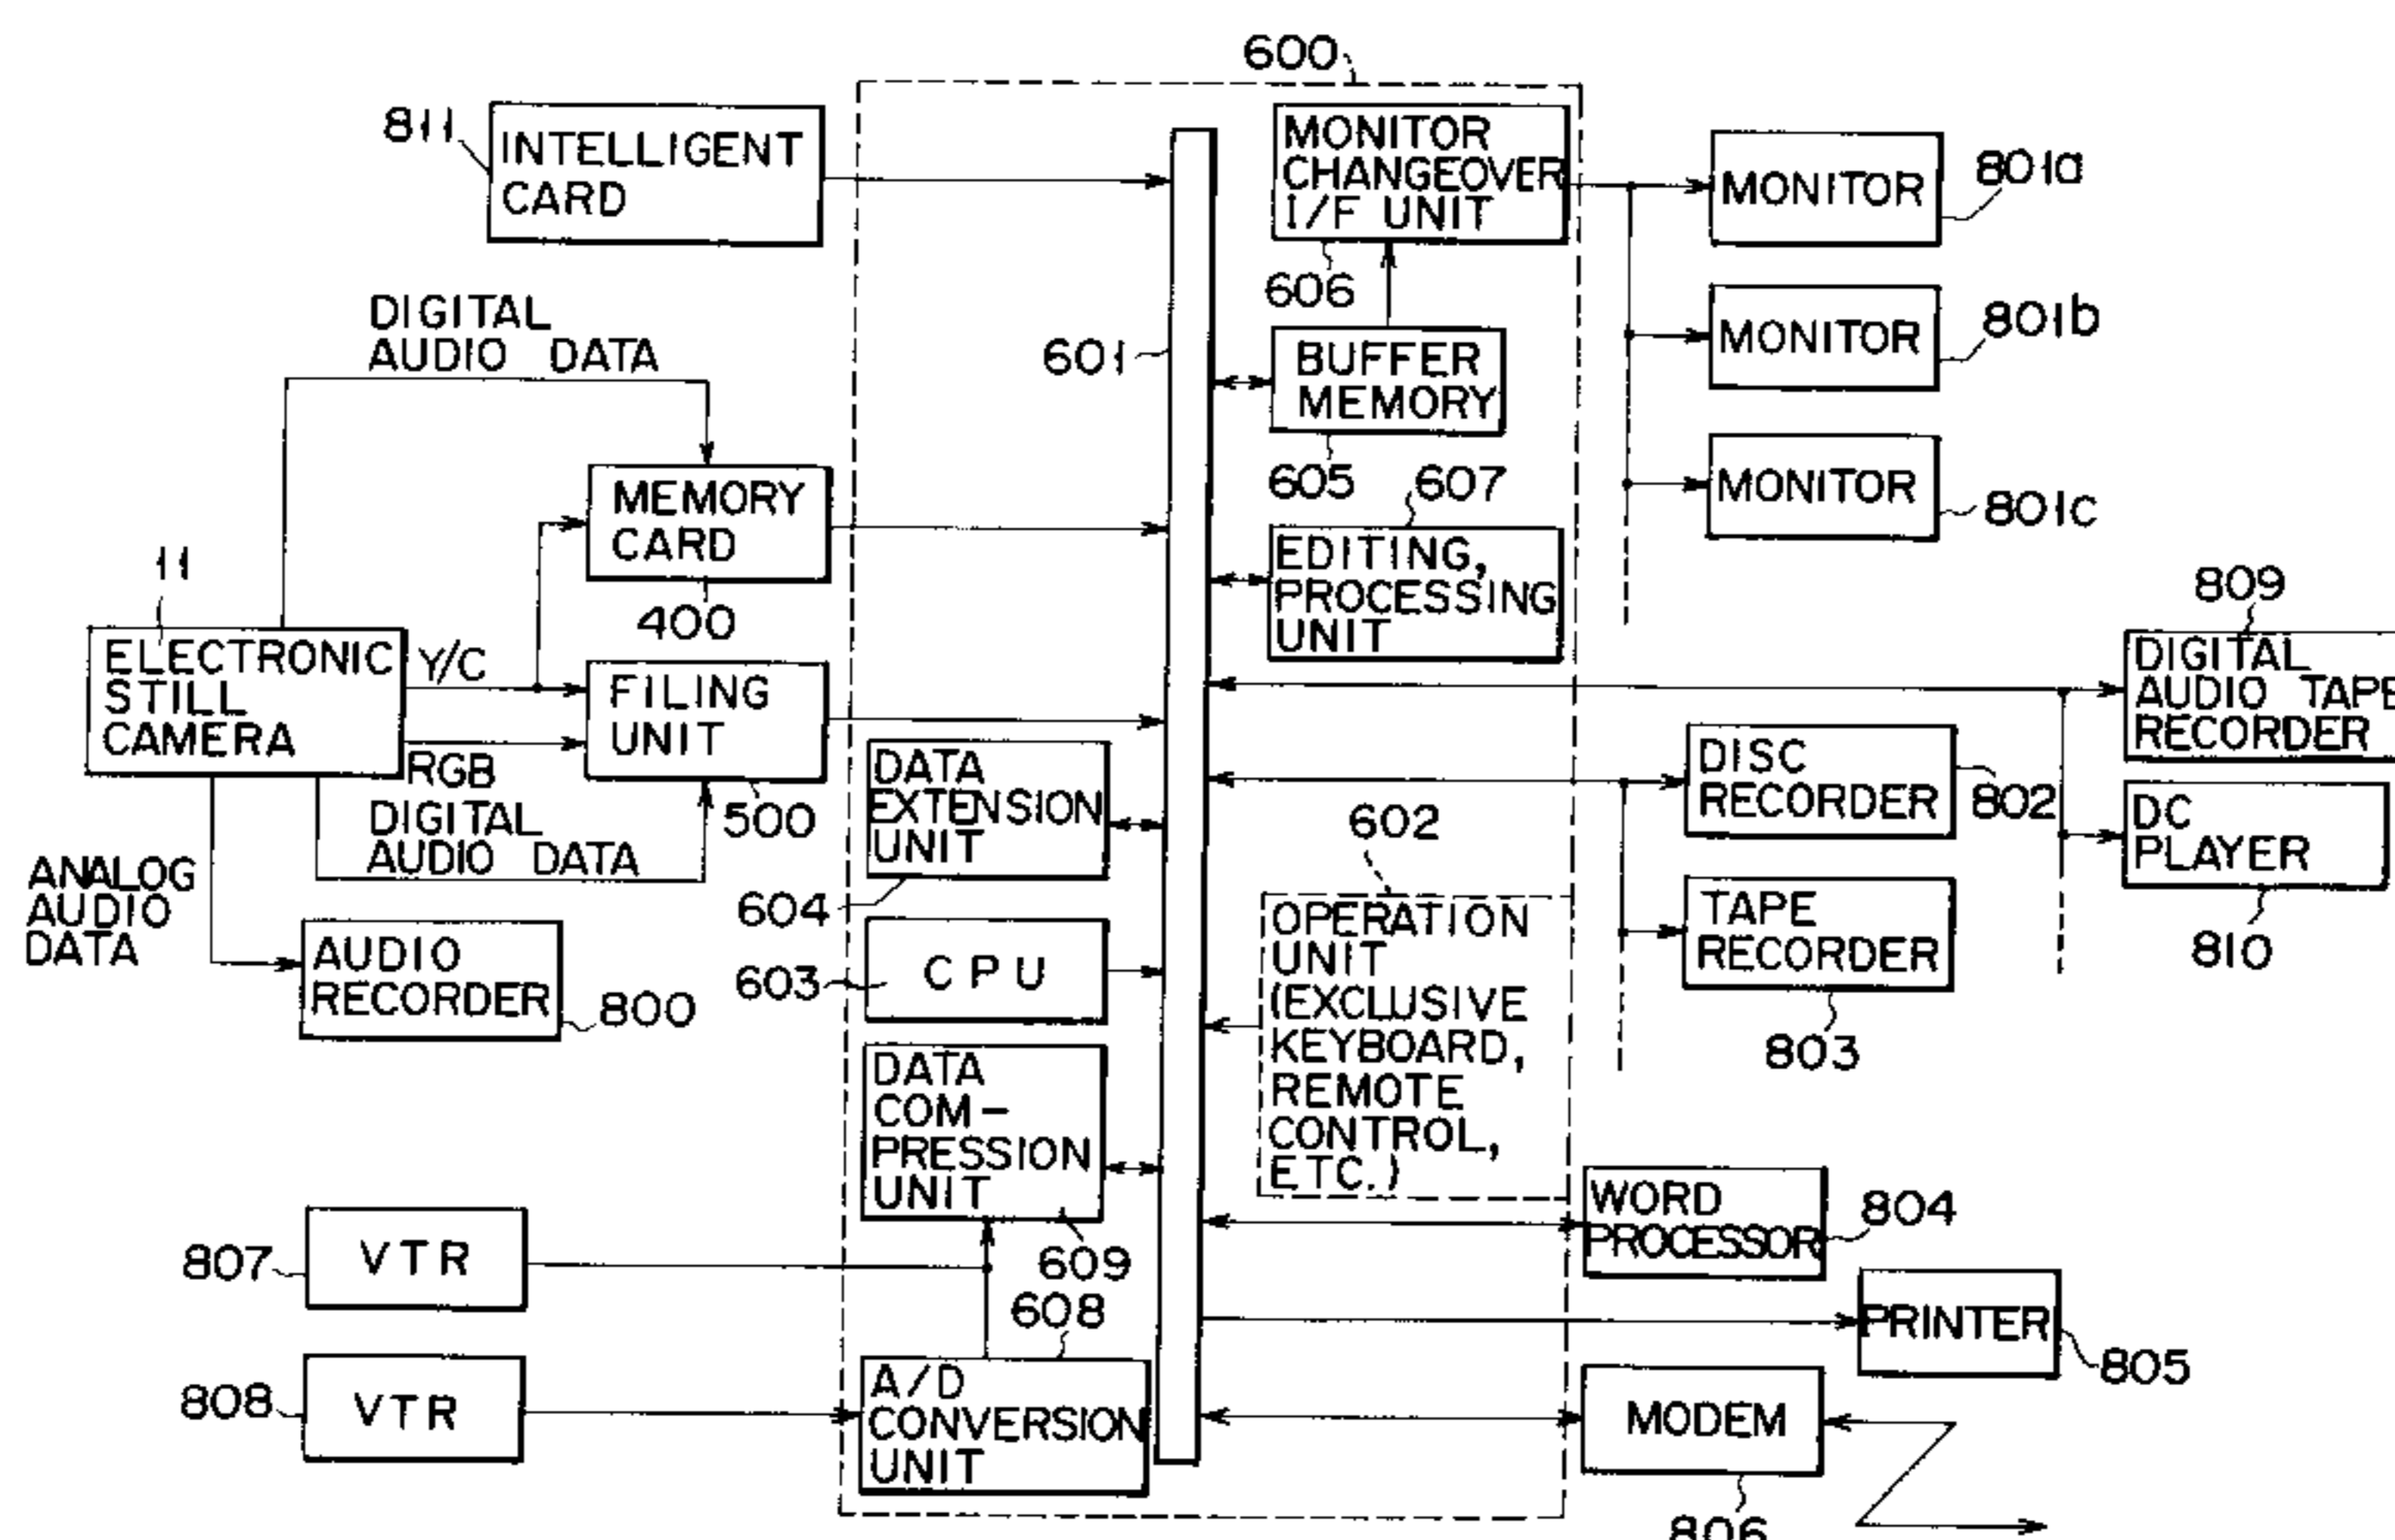 600
811
INTELLIGENT
CARD
MONITOR
CHANGEOVER
I/F UNIT
606
MONITOR
801a
MONITOR
801b
MONITOR
801c
DIGITAL
AUDIO DATA
601
BUFFER
MEMORY
605
607
EDITING,
PROCESSING
UNIT
MEMORY
CARD
400
11
ELECTRONIC
STILL
CAMERA
Y/C
RGB
FILING
UNIT
500
DIGITAL
AUDIO DATA
ANALOG
AUDIO
DATA
AUDIO
RECORDER
800
DATA
EXTENSION
UNIT
604
CPU
603
DATA
COM-
PRESSION
UNIT
609
608
A/D
CONVERSION
UNIT
807
VTR
808
VTR
602
OPERATION
UNIT
(EXCLUSIVE
KEYBOARD,
REMOTE
CONTROL,
ETC.)
809
DIGITAL
AUDIO TAPE
RECORDER
DISC
RECORDER
802
DC
PLAYER
810
TAPE
RECORDER
803
WORD
PROCESSOR
804
PRINTER
805
MODEM
806